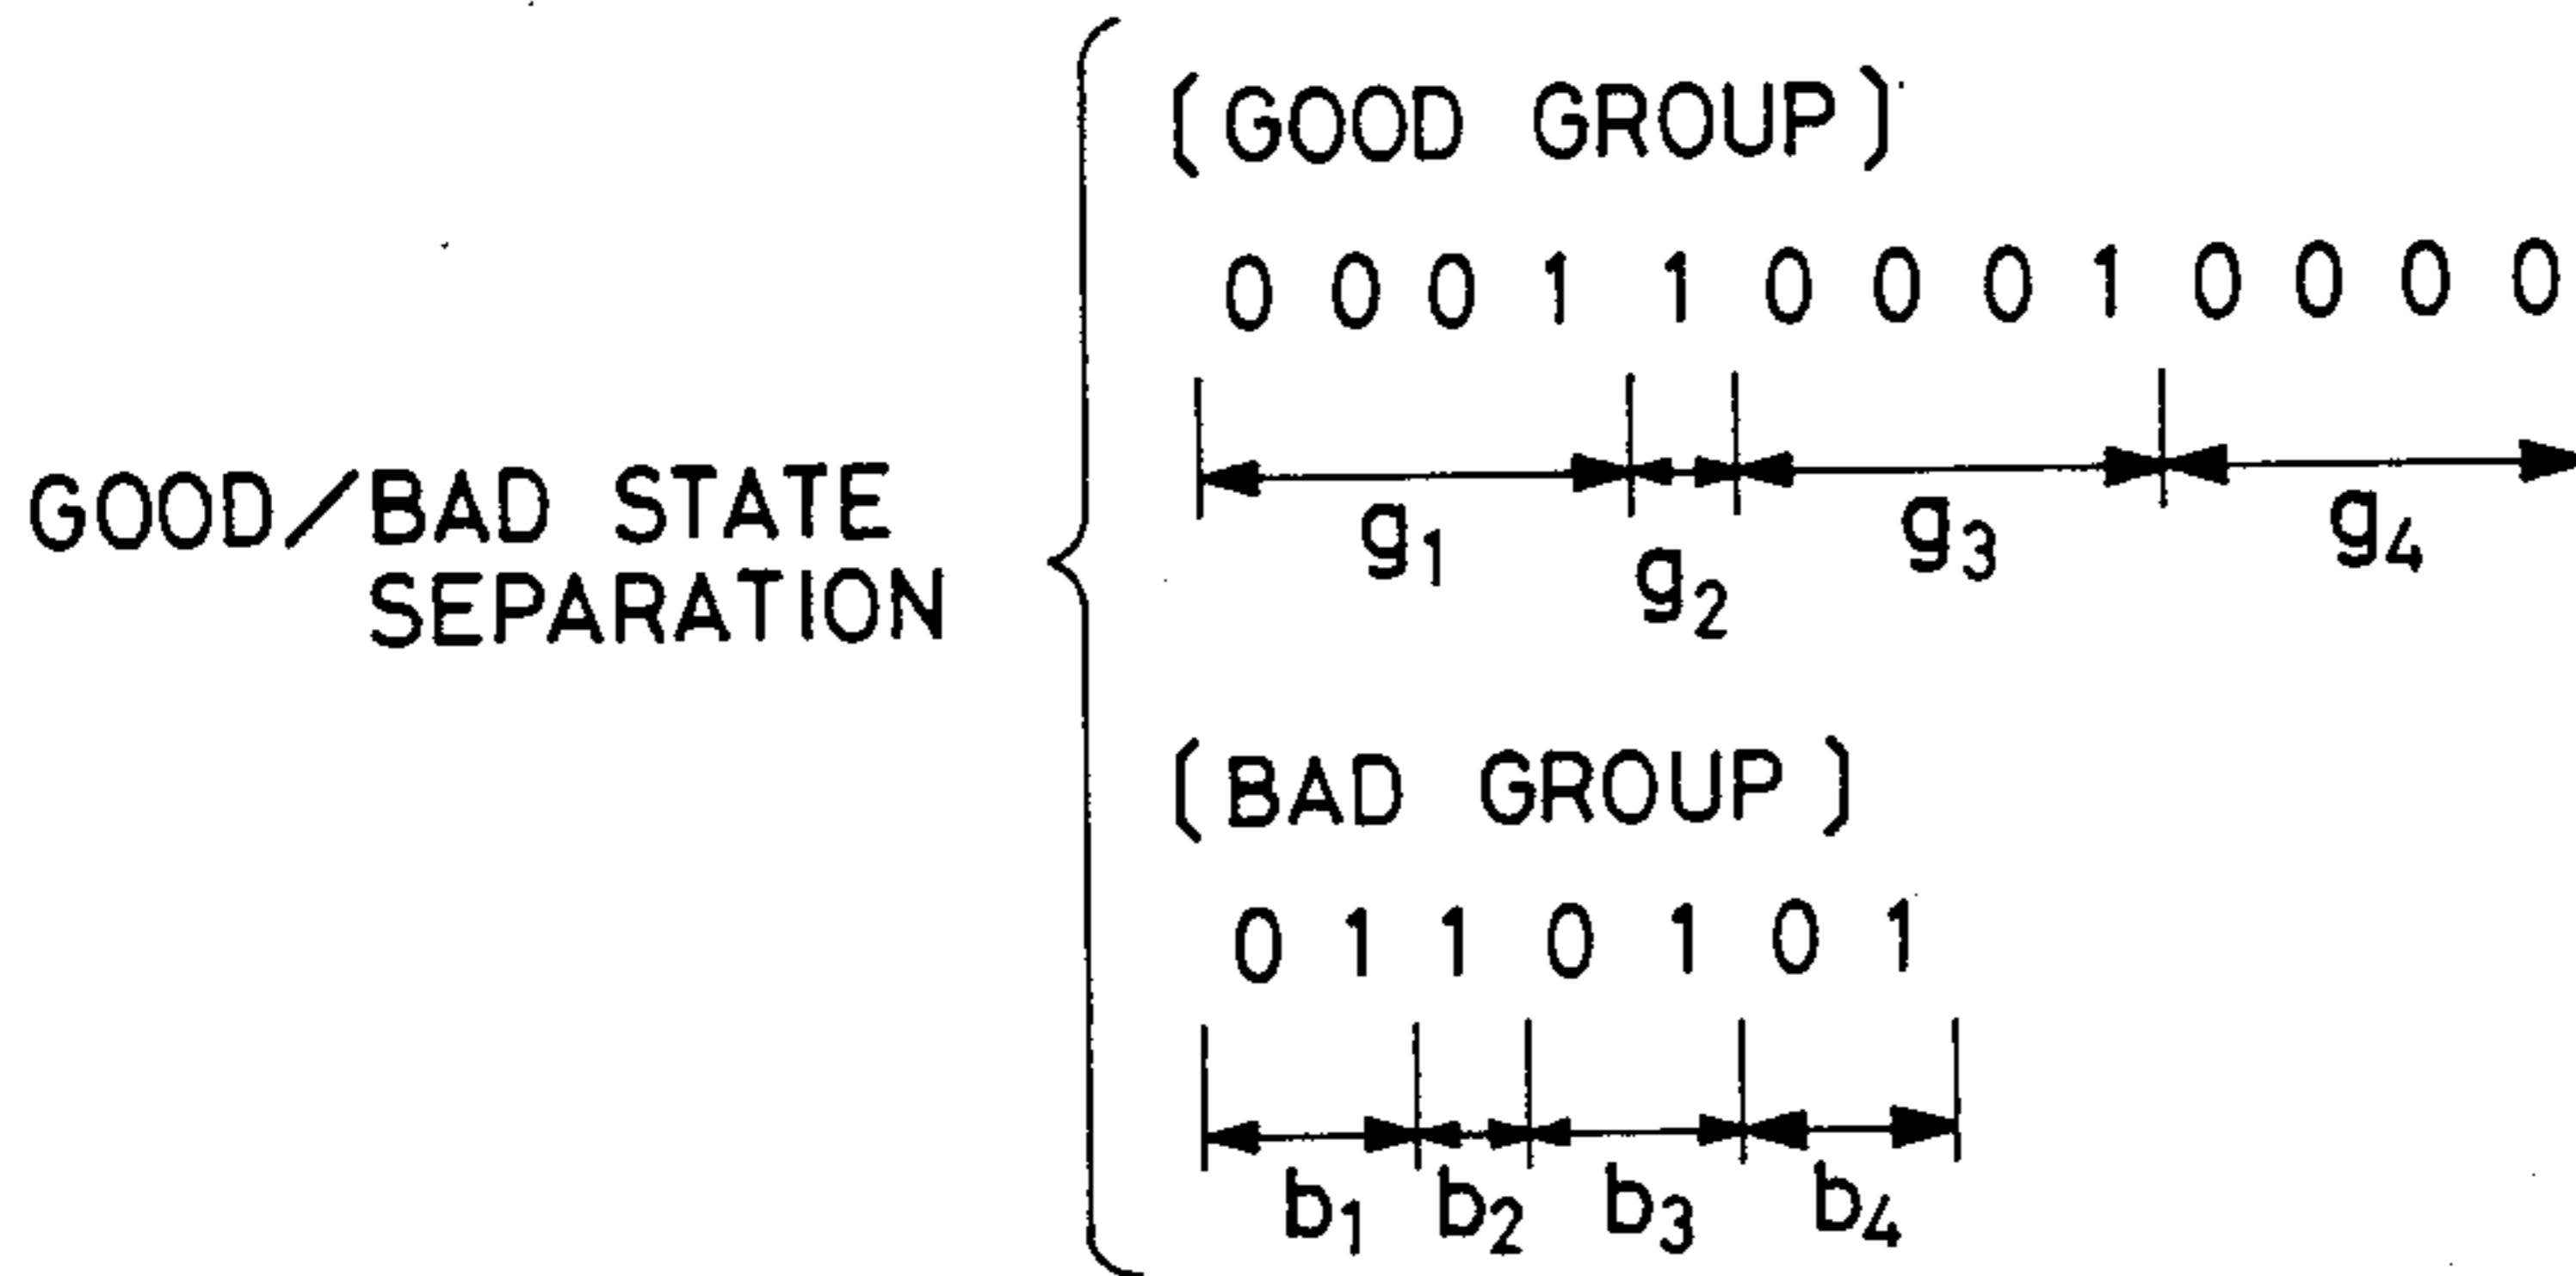 GOOD/BAD STATE
SEPARATION
(GOOD GROUP)
0 0 0 1 1 0 0 0 1 0 0 0 0
g1 g2 g3 g4
(BAD GROUP)
0 1 1 0 1 0 1
b1 b2 b3 b4